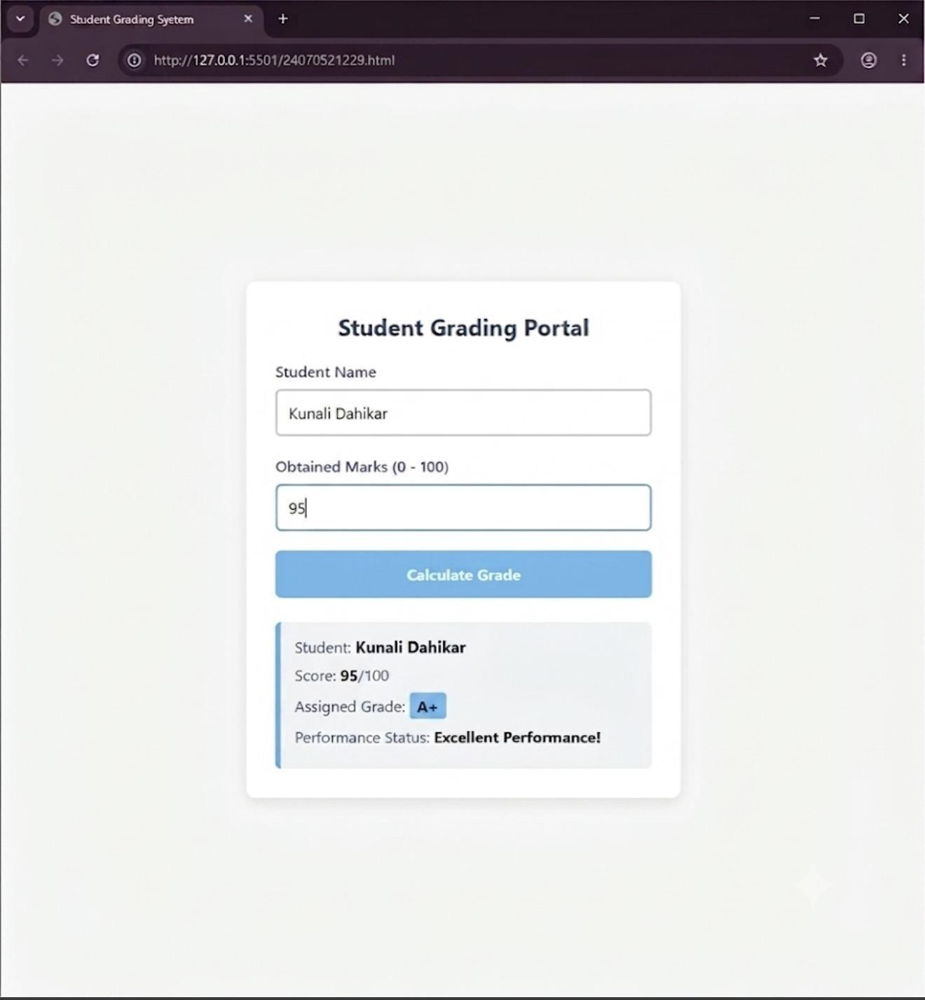 Student Grading Syetem
http://127.0.0.1:5501/24070521229.html
Student Grading Portal
Student Name
Kunali Dahikar
Obtained Marks (0 - 100)
95
Calculate Grade
Student: Kunali Dahikar
Score: 95/100
Assigned Grade: A+
Performance Status: Excellent Performance!